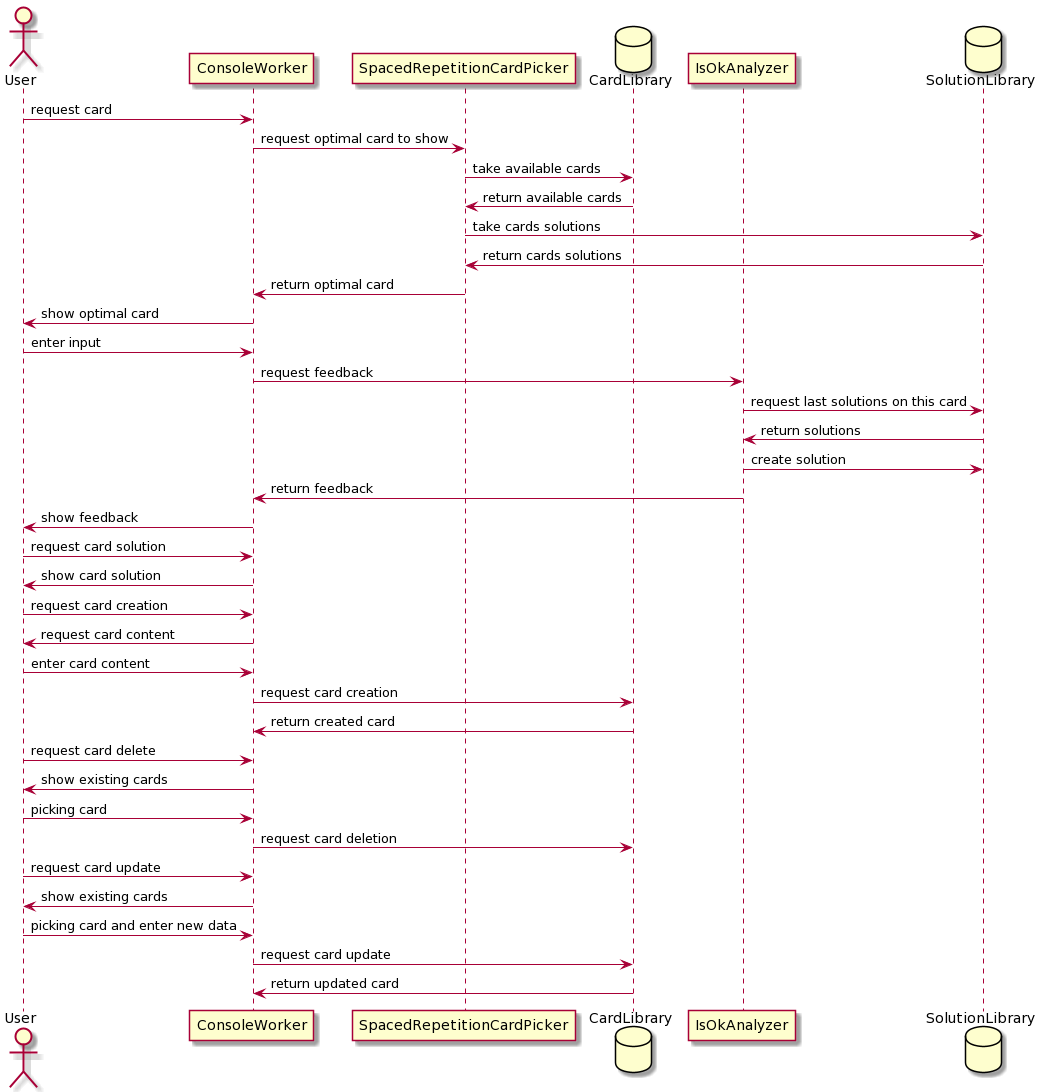 User
ConsoleWorker
SpacedRepetitionCardPicker
CardLibrary
IsOkAnalyzer
SolutionLibrary
request card
request optimal card to show
take available cards
return available cards
take cards solutions
return cards solutions
return optimal card
show optimal card
enter input
request feedback
request last solutions on this card
return solutions
create solution
return feedback
show feedback
request card solution
show card solution
request card creation
request card content
enter card content
request card creation
return created card
request card delete
show existing cards
picking card
request card deletion
request card update
show existing cards
picking card and enter new data
request card update
return updated card
User
ConsoleWorker
SpacedRepetitionCardPicker
CardLibrary
IsOkAnalyzer
SolutionLibrary